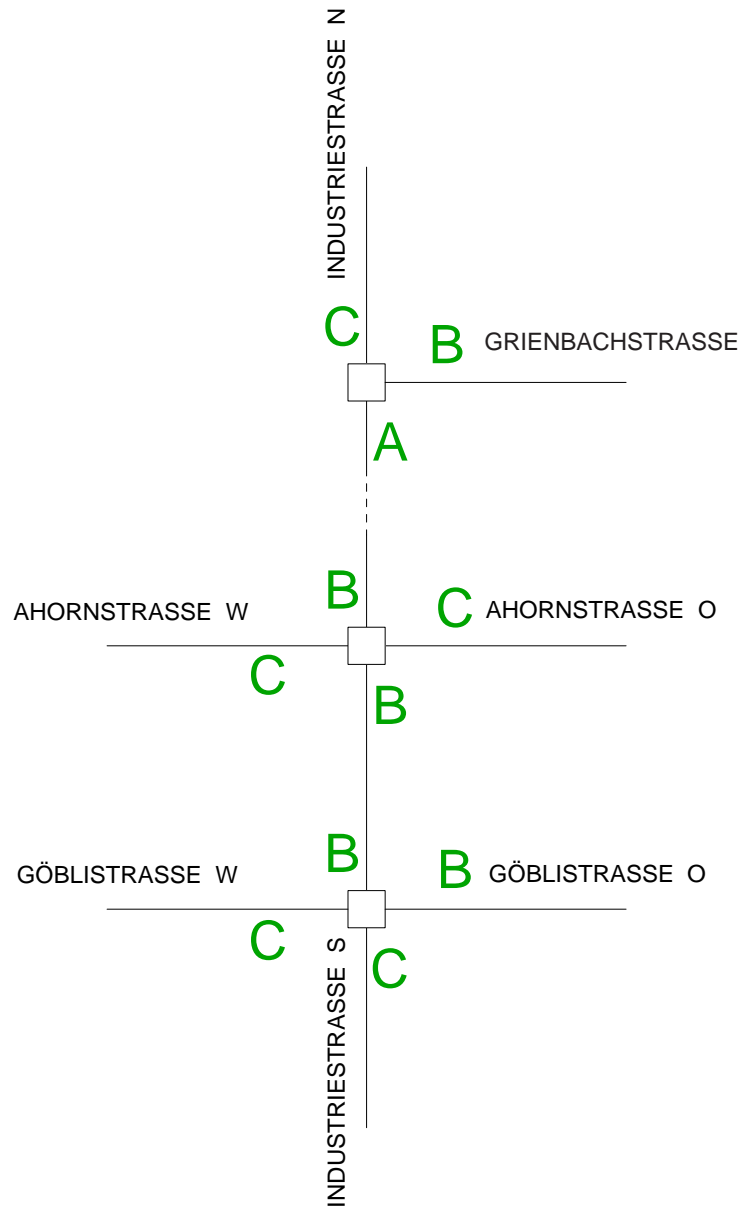 INDUSTRIESTRASSE N
C
B GRIENBACHSTRASSE
A
B
AHORNSTRASSE W
C AHORNSTRASSE O
C
B
B
GÖBLISTRASSE W
B GÖBLISTRASSE O
C
C
INDUSTRIESTRASSE S